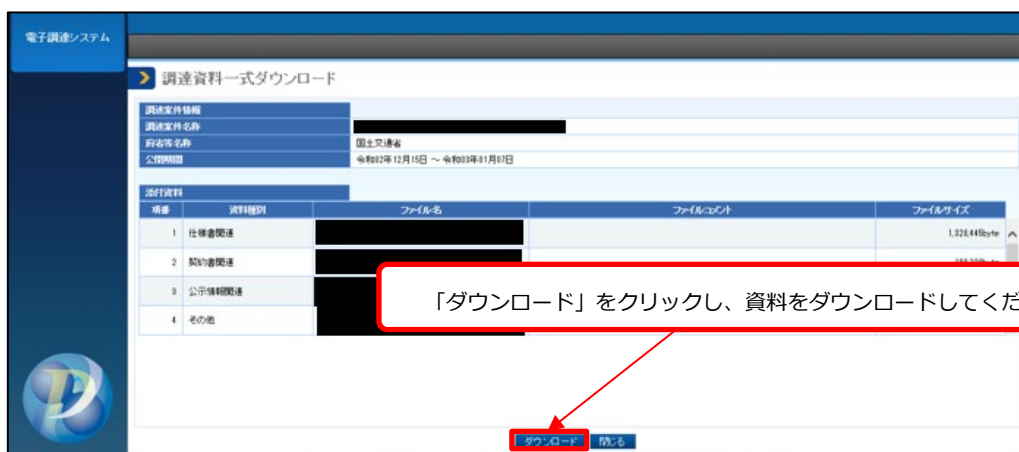 電子調達システム
調達資料一式ダウンロード
調達案件情報
調達案件名称
府省等名称 国土交通省
公開期間 令和02年12月15日 ～ 令和03年01月07日
添付資料
項番 資料種別 ファイル名 ファイルコメント ファイルサイズ
1 仕様書関連 1,328,445byte
2 契約書関連
3 公示情報関連
4 その他
「ダウンロード」をクリックし、資料をダウンロードしてくだ
ダウンロード 閉じる